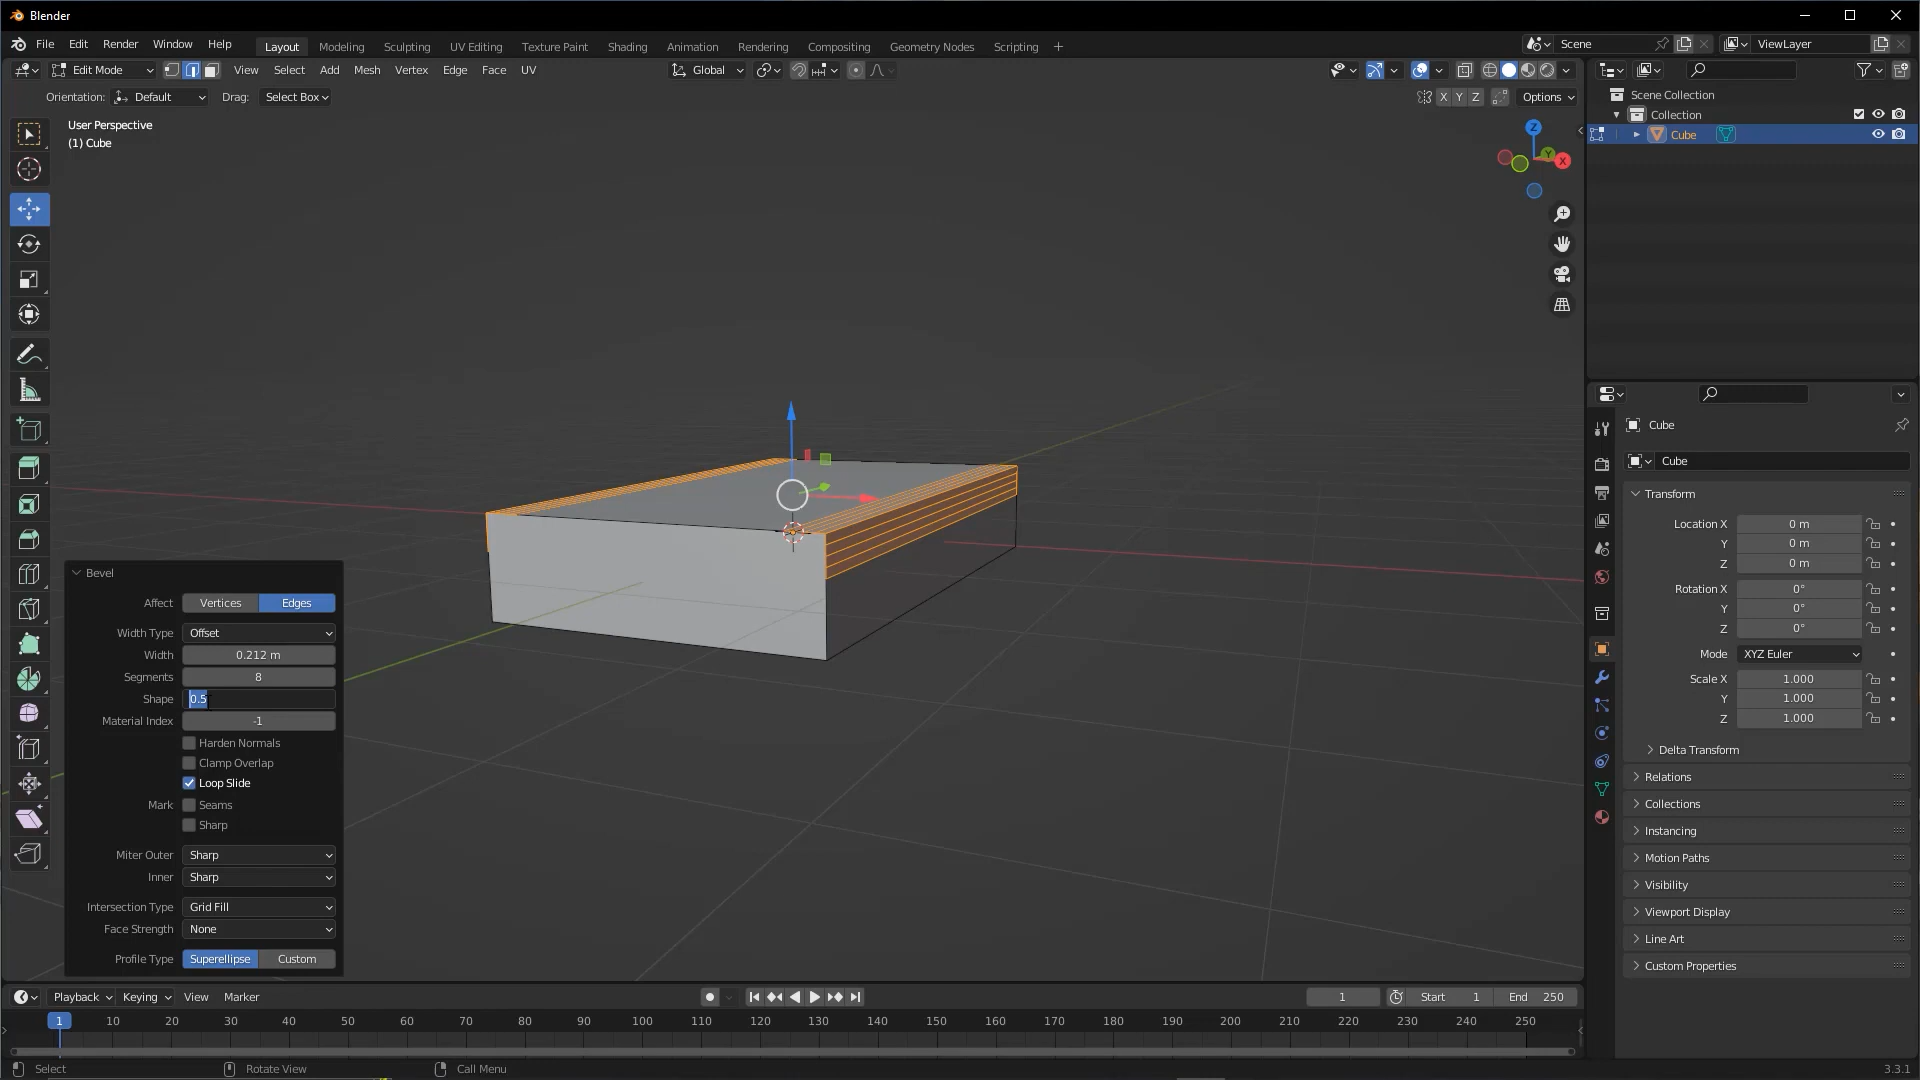 Blender
File Edit Render Window Help
Layout Modeling Sculpting UV Editing Texture Paint Shading Animation Rendering Compositing Geometry Nodes Scripting +
Scene
ViewLayer
Edit Mode View Select Add Mesh Vertex Edge Face UV
Global
Orientation: Default Drag: Select Box
X Y Z Options
User Perspective
(1) Cube
Z
Y
X
Scene Collection
Collection
Cube
Cube
Cube
Transform
Location X 0 m
Y 0 m
Z 0 m
Rotation X 0°
Y 0°
Z 0°
Mode XYZ Euler
Scale X 1.000
Y 1.000
Z 1.000
Delta Transform
Relations
Collections
Instancing
Motion Paths
Visibility
Viewport Display
Line Art
Custom Properties
Bevel
Affect Vertices Edges
Width Type Offset
Width 0.212 m
Segments 8
Shape 0.5
Material Index -1
Harden Normals
Clamp Overlap
Loop Slide
Mark Seams
Sharp
Miter Outer Sharp
Inner Sharp
Intersection Type Grid Fill
Face Strength None
Profile Type Superellipse Custom
Playback Keying View Marker
1 Start 1 End 250
1 10 20 30 40 50 60 70 80 90 100 110 120 130 140 150 160 170 180 190 200 210 220 230 240 250
Select Rotate View Call Menu
3.3.1